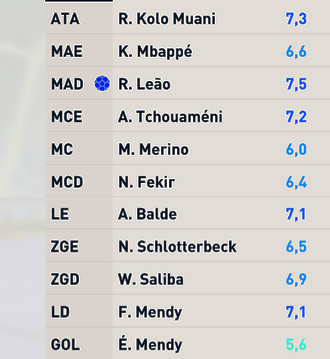 ATA R. Kolo Muani 7,3
MAE K. Mbappé 6,6
MAD R. Leão 7,5
MCE A. Tchouaméni 7,2
MC M. Merino 6,0
MCD N. Fekir 6,4
LE A. Balde 7,1
ZGE N. Schlotterbeck 6,5
ZGD W. Saliba 6,9
LD F. Mendy 7,1
GOL É. Mendy 5,6